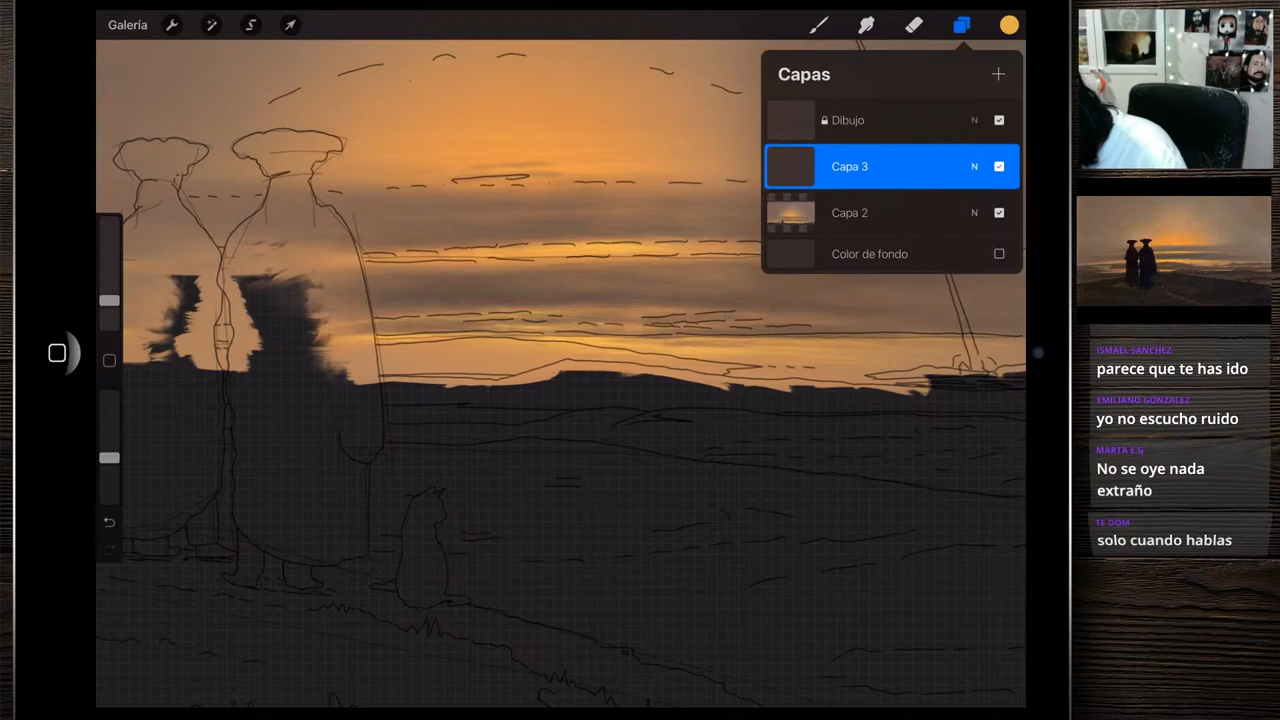 Galería
Capas
Dibujo
N
Capa 3
N
Capa 2
N
Color de fondo
ISMAEL SANCHEZ
parece que te has ido
EMILIANO GONZALEZ
yo no escucho ruido
MARTA E.G
No se oye nada
extraño
TE DOM
solo cuando hablas